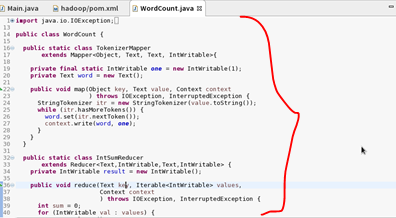 Main.java
hadoop/pom.xml
WordCount.java
1 import java.io.IOException;
13
14 public class WordCount {
15
16 public static class TokenizerMapper
17 extends Mapper<Object, Text, Text, IntWritable>{
18
19 private final static IntWritable one = new IntWritable(1);
20 private Text word = new Text();
21
22 public void map(Object key, Text value, Context context
23 ) throws IOException, InterruptedException {
24 StringTokenizer itr = new StringTokenizer(value.toString());
25 while (itr.hasMoreTokens()) {
26 word.set(itr.nextToken());
27 context.write(word, one);
28 }
29 }
30 }
31
32 public static class IntSumReducer
33 extends Reducer<Text,IntWritable,Text,IntWritable> {
34 private IntWritable result = new IntWritable();
35
36 public void reduce(Text key, Iterable<IntWritable> values,
37 Context context
38 ) throws IOException, InterruptedException {
39 int sum = 0;
40 for (IntWritable val : values) {